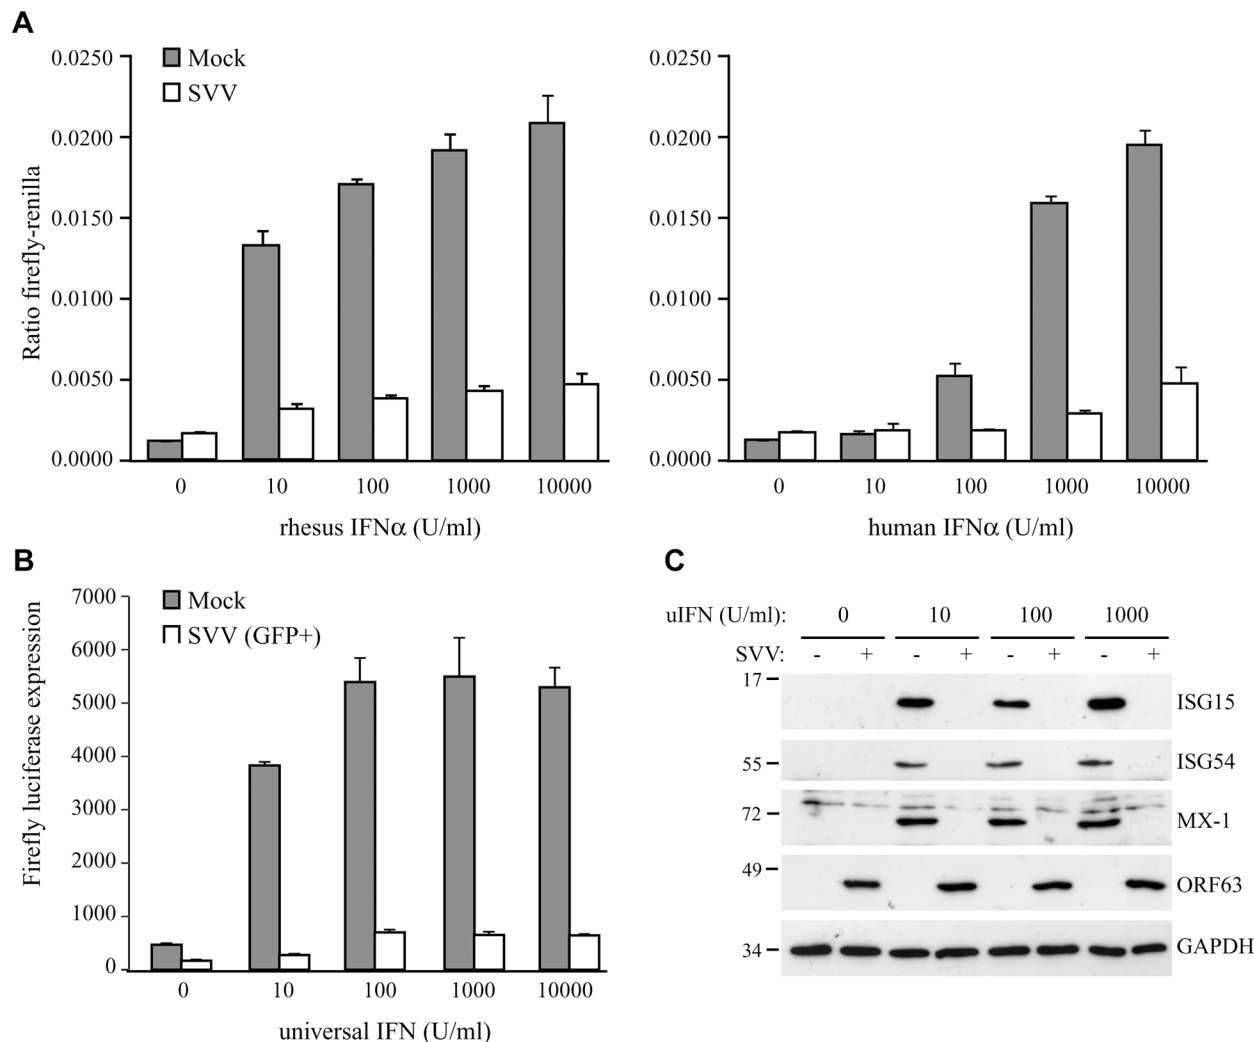 A
Ratio firefly-renilla
0.0250
0.0200
0.0150
0.0100
0.0050
0.0000
Mock
SVV
0 10 100 1000 10000
rhesus IFNα (U/ml)
0.0250
0.0200
0.0150
0.0100
0.0050
0.0000
0 10 100 1000 10000
human IFNα (U/ml)
B
Firefly luciferase expression
7000
6000
5000
4000
3000
2000
1000
0
Mock
SVV (GFP+)
0 10 100 1000 10000
universal IFN (U/ml)
C
uIFN (U/ml): 0 10 100 1000
SVV: - + - + - + - +
17 ISG15
55 ISG54
72 MX-1
49 ORF63
34 GAPDH